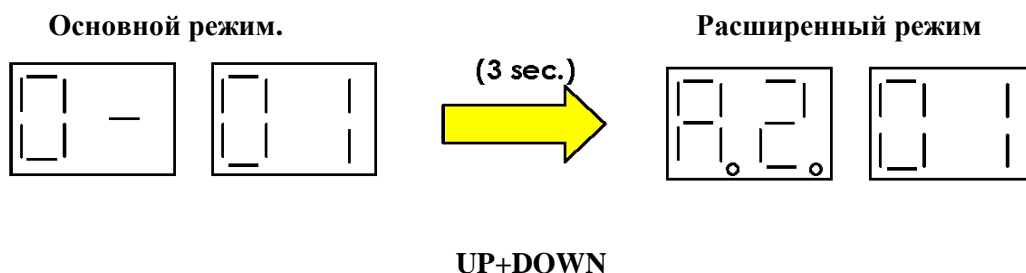 Основной режим. Расширенный режим
(3 sec.)
0- 01 A.2. 01
UP+DOWN